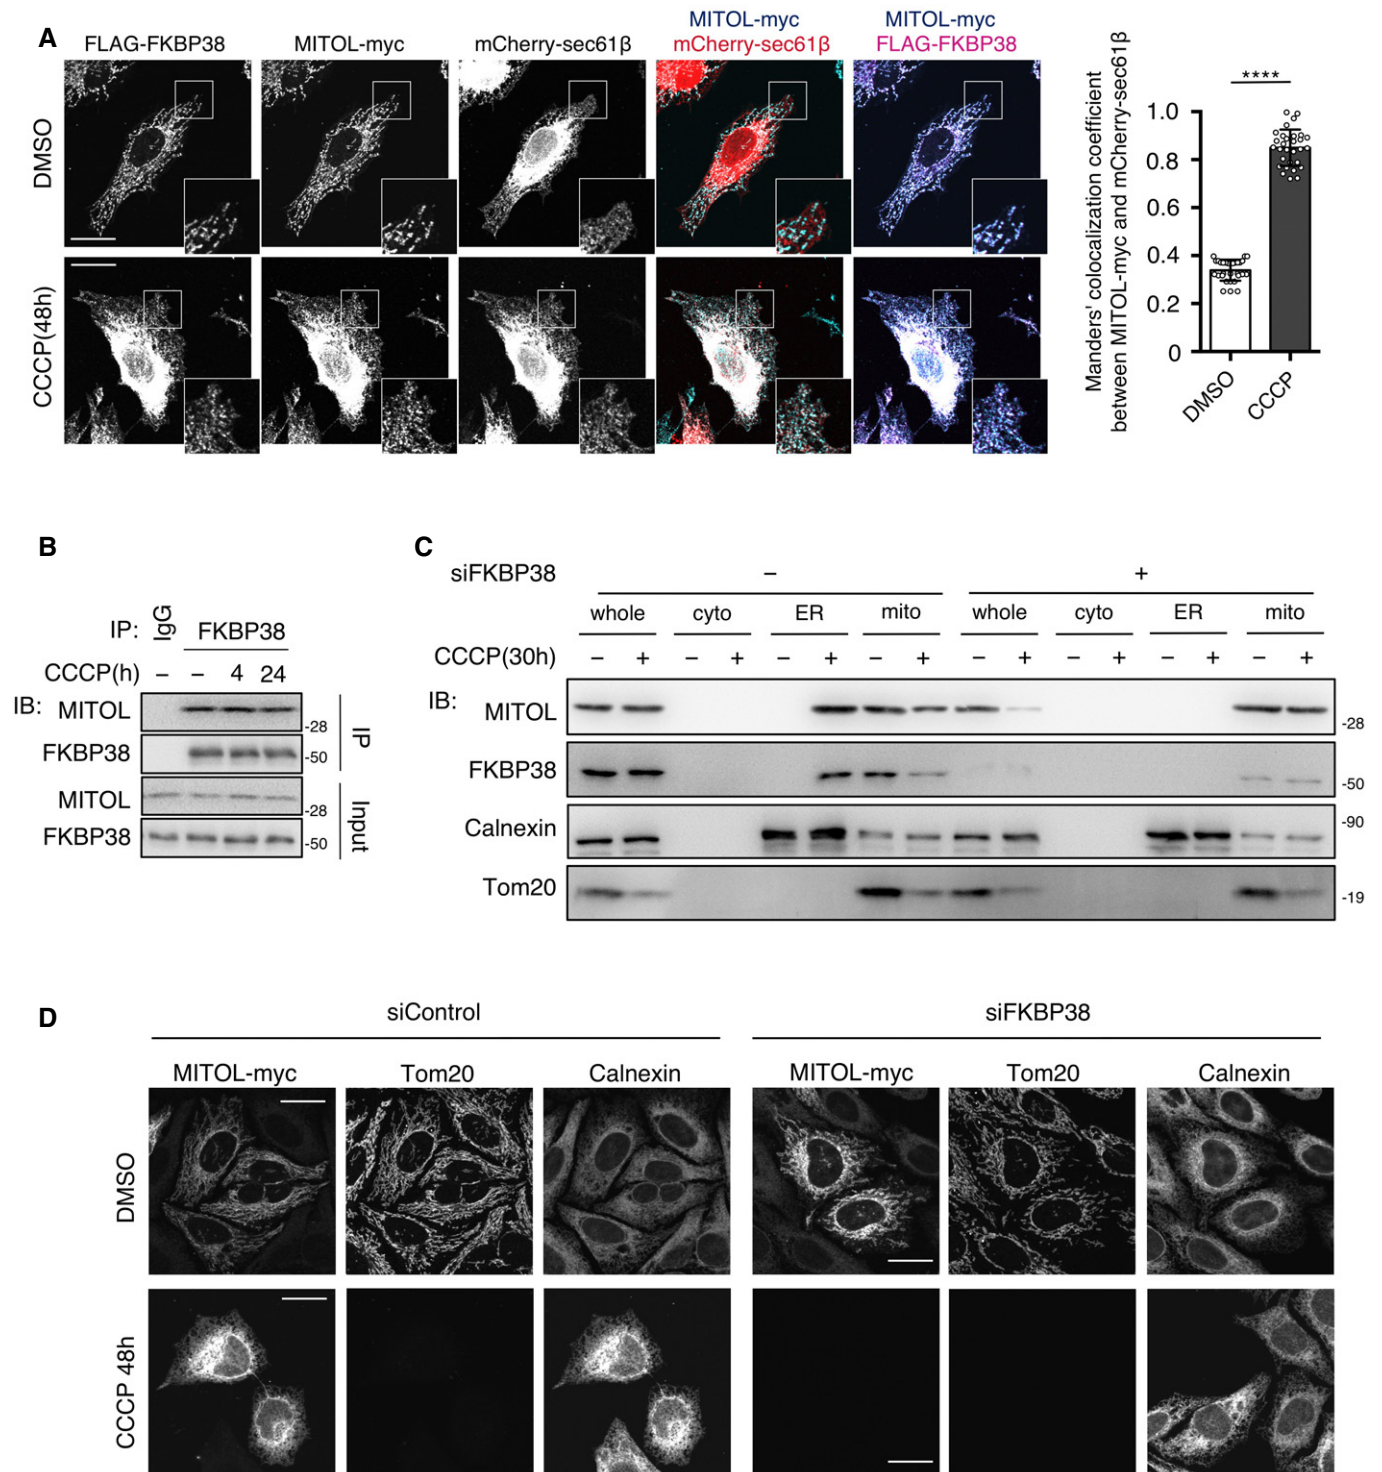 A
FLAG-FKBP38
MITOL-myc
mCherry-sec61β
MITOL-myc
mCherry-sec61β
MITOL-myc
FLAG-FKBP38
DMSO
CCCP(48h)
Manders' colocalization coefficient
between MITOL-myc and mCherry-sec61β
****
1.0
0.8
0.6
0.4
0.2
0
DMSO
CCCP
B
IP: IgG FKBP38
CCCP(h) – – 4 24
IB: MITOL
-28
FKBP38
-50
IP
MITOL
-28
FKBP38
-50
Input
C
siFKBP38 – +
whole cyto ER mito whole cyto ER mito
CCCP(30h) – + – + – + – + – + – + – + – +
IB: MITOL
-28
FKBP38
-50
Calnexin
-90
Tom20
-19
D
siControl siFKBP38
MITOL-myc Tom20 Calnexin MITOL-myc Tom20 Calnexin
DMSO
CCCP 48h